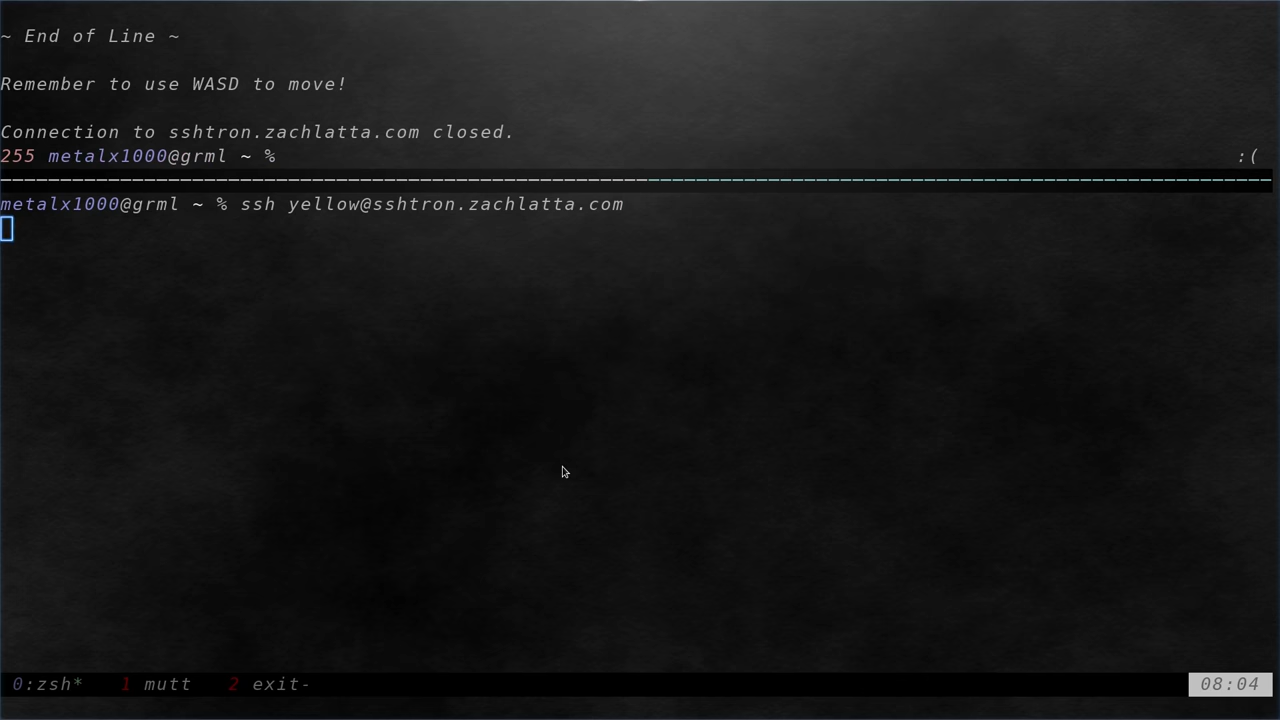 ~ End of Line ~
Remember to use WASD to move!
Connection to sshtron.zachlatta.com closed.
255 metalx1000@grml ~ % :(
metalx1000@grml ~ % ssh yellow@sshtron.zachlatta.com
0:zsh* 1 mutt 2 exit- 08:04